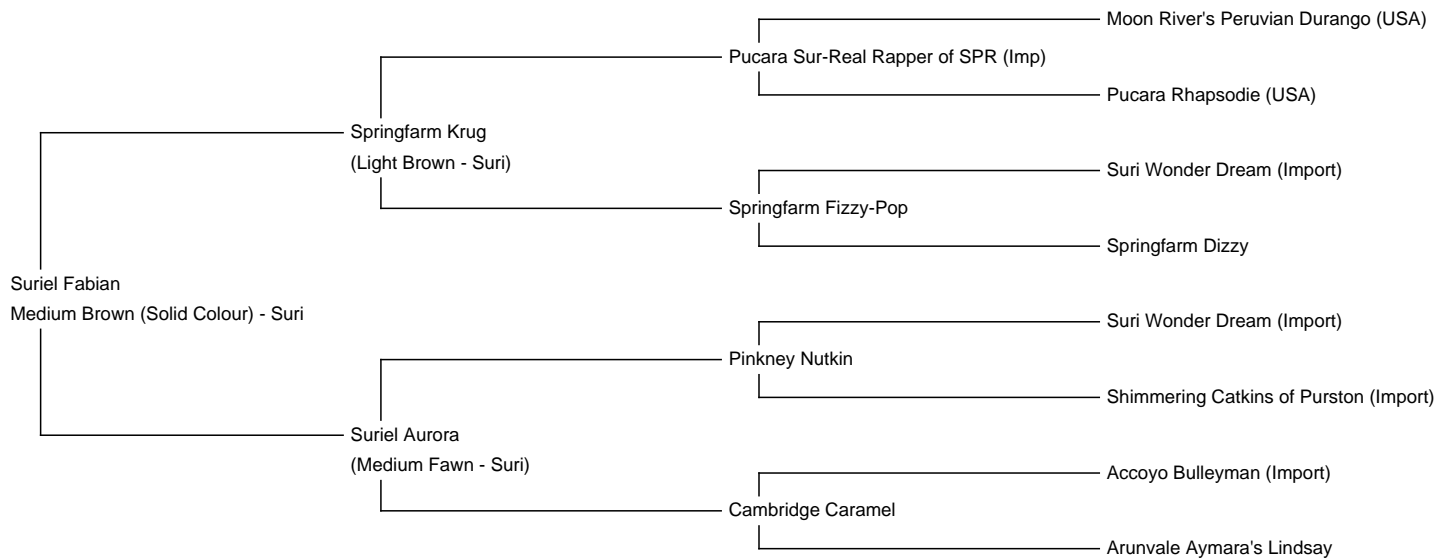 Moon River's Peruvian Durango (USA)
Pucara Sur-Real Rapper of SPR (Imp)
Pucara Rhapsodie (USA)
Springfarm Krug
(Light Brown - Suri)
Suri Wonder Dream (Import)
Springfarm Fizzy-Pop
Springfarm Dizzy
Suriel Fabian
Medium Brown (Solid Colour) - Suri
Suri Wonder Dream (Import)
Pinkney Nutkin
Shimmering Catkins of Purston (Import)
Suriel Aurora
(Medium Fawn - Suri)
Accoyo Bulleyman (Import)
Cambridge Caramel
Arunvale Aymara's Lindsay